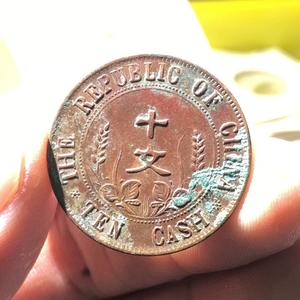 THE REPUBLIC OF CHINA
十
文
TEN CASH